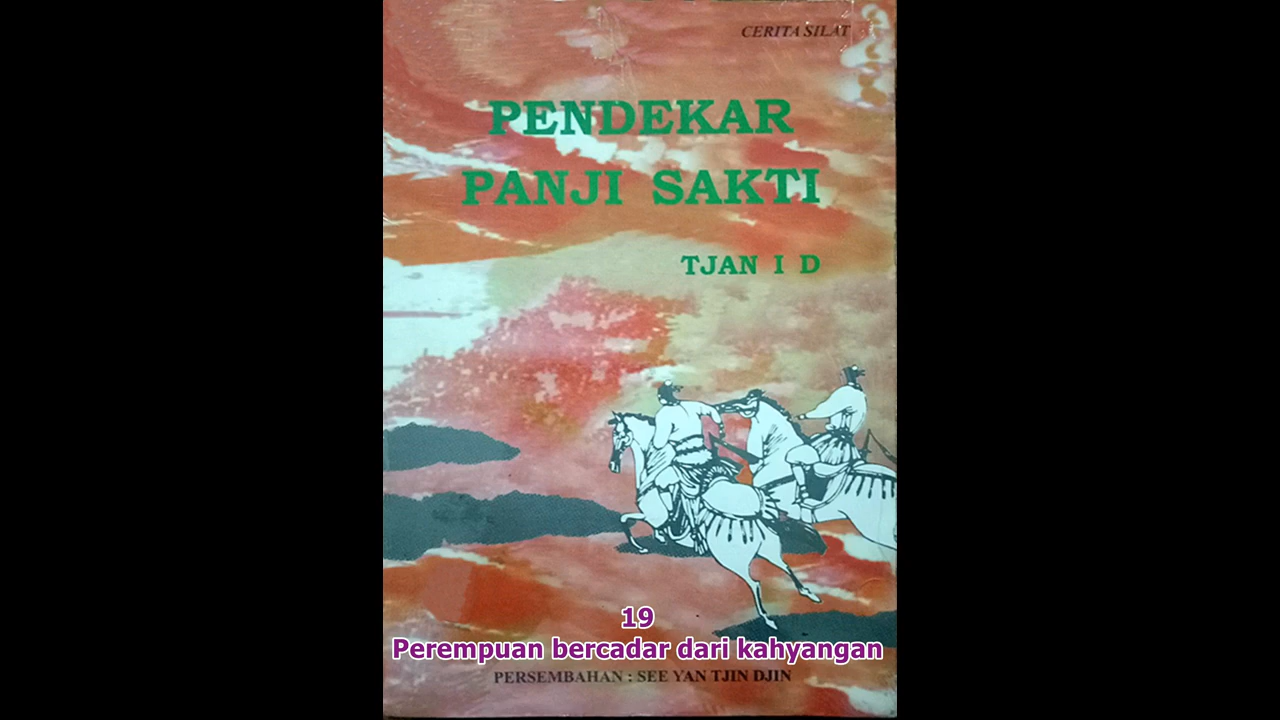 CERITA SILAT
PENDEKAR
PANJI SAKTI
TJAN I D
19
Perempuan bercadar dari kahyangan
PERSEMBAHAN : SEE YAN TJIN DJIN